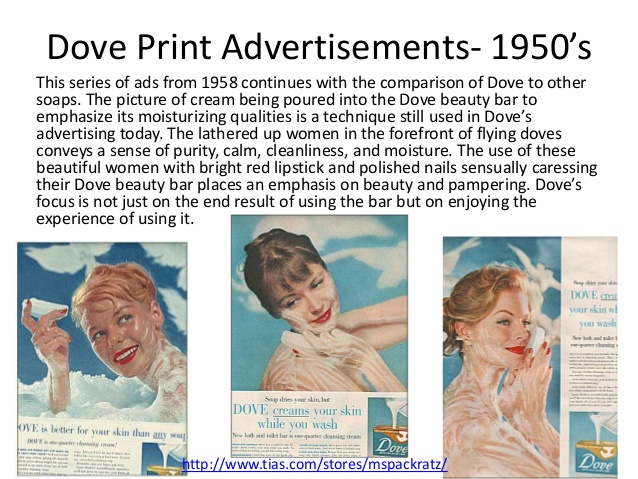 Dove Print Advertisements- 1950's
This series of ads from 1958 continues with the comparison of Dove to other
soaps. The picture of cream being poured into the Dove beauty bar to
emphasize its moisturizing qualities is a technique still used in Dove's
advertising today. The lathered up women in the forefront of flying doves
conveys a sense of purity, calm, cleanliness, and moisture. The use of these
beautiful women with bright red lipstick and polished nails sensually caressing
their Dove beauty bar places an emphasis on beauty and pampering. Dove's
focus is not just on the end result of using the bar but on enjoying the
experience of using it.
DOVE is better for your skin than any soap
DOVE is one-quarter cleansing cream!
Soap dries your skin, but
DOVE creams your skin
while you wash
New bath and toilet bar is one-quarter cleansing cream
Dove
Soap dries your skin
DOVE crea
your skin wh
you wash
New bath and toilet b
one-quarter cleansing
Dove
http://www.tias.com/stores/mspackratz/